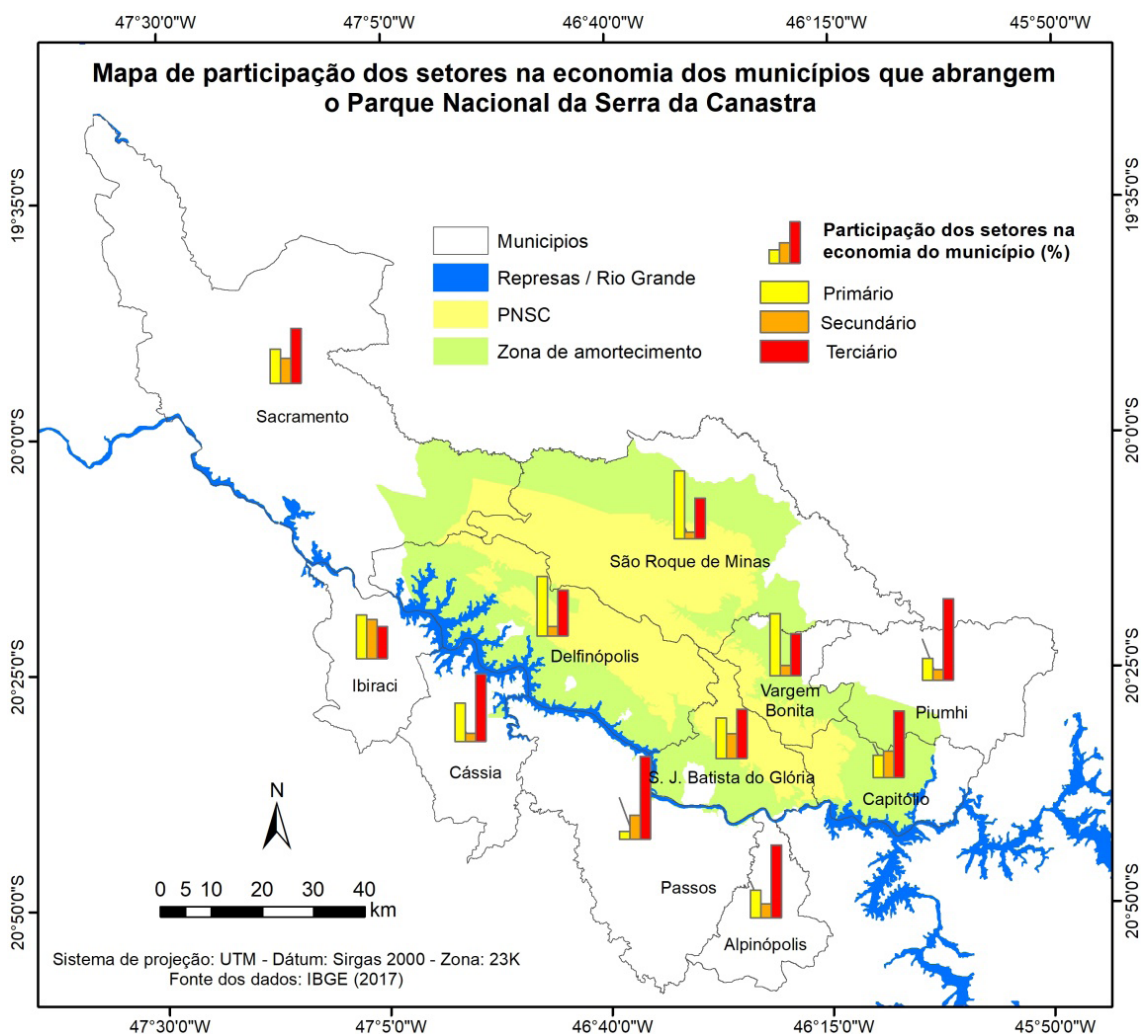 47°30'0"W 47°5'0"W 46°40'0"W 46°15'0"W 45°50'0"W
Mapa de participação dos setores na economia dos municípios que abrangem
o Parque Nacional da Serra da Canastra
19°35'0"S
19°35'0"S
Municipios
Represas / Rio Grande
PNSC
Zona de amortecimento
Participação dos setores na
economia do município (%)
Primário
Secundário
Terciário
Sacramento
20°0'0"S
20°0'0"S
São Roque de Minas
Delfinópolis
Ibiraci
Vargem
Bonita
Piumhi
20°25'0"S
20°25'0"S
Cássia
S. J. Batista do Glória
Capitólio
N
Passos
Alpinópolis
0 5 10 20 30 40
km
20°50'0"S
20°50'0"S
Sistema de projeção: UTM - Dátum: Sirgas 2000 - Zona: 23K
Fonte dos dados: IBGE (2017)
47°30'0"W 47°5'0"W 46°40'0"W 46°15'0"W 45°50'0"W